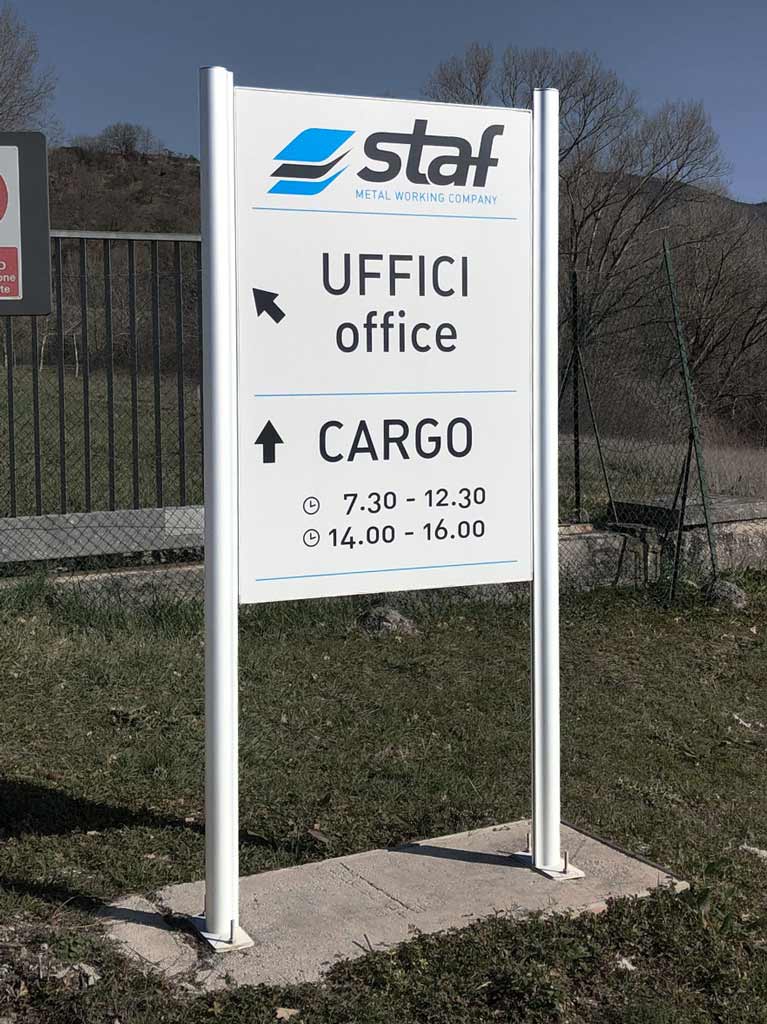 staf
METAL WORKING COMPANY
UFFICI
office
CARGO
7.30 - 12.30
14.00 - 16.00